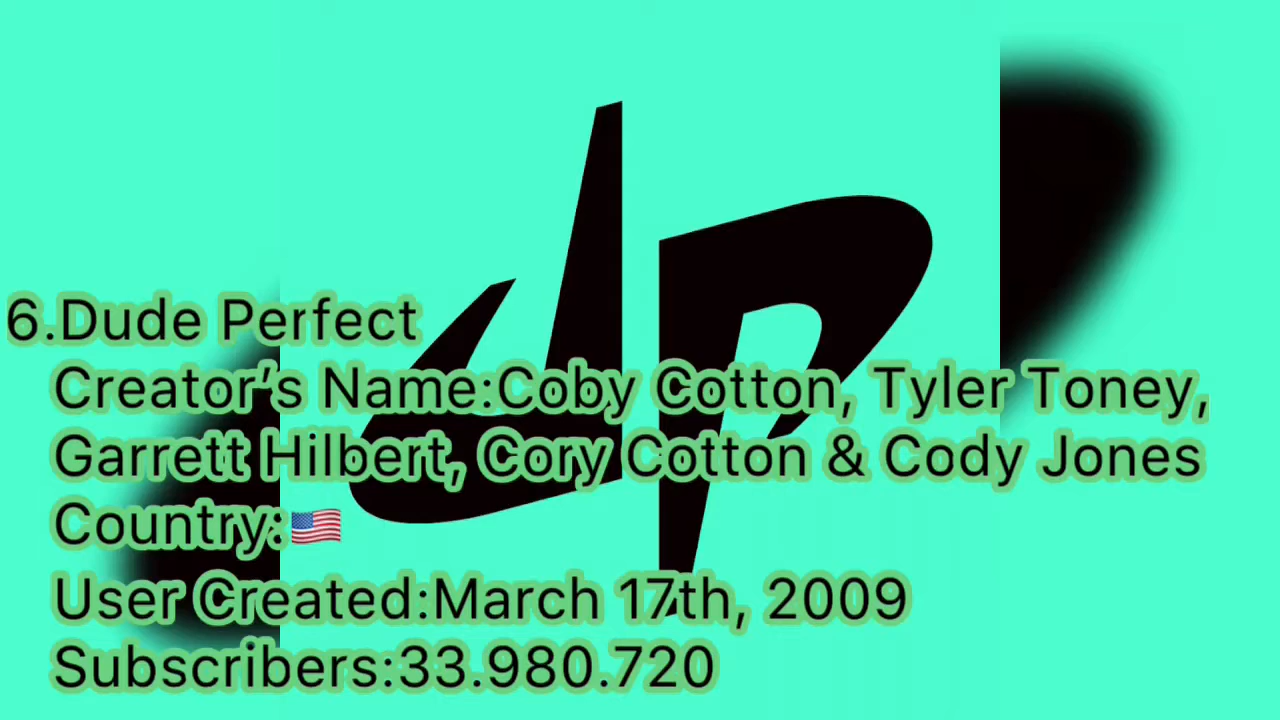 6.Dude Perfect
Creator’s Name:Coby Cotton, Tyler Toney,
Garrett Hilbert, Cory Cotton & Cody Jones
Country:🇺🇸
User Created:March 17th, 2009
Subscribers:33.980.720
dp